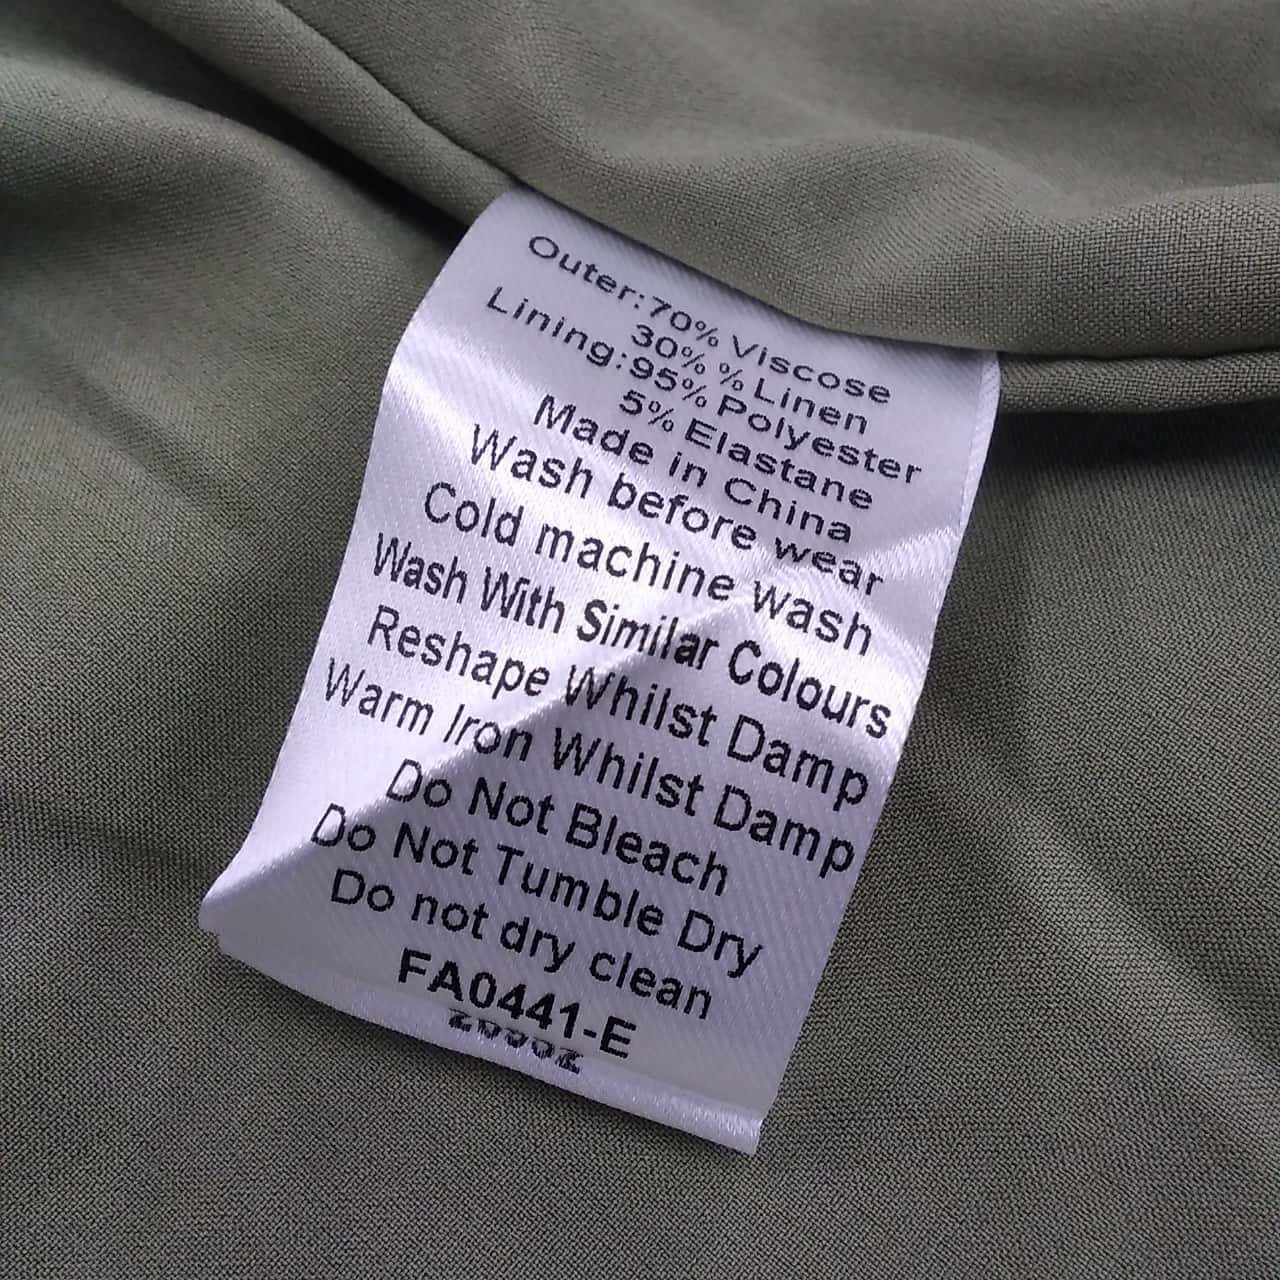 Outer:70% Viscose
30% % Linen
Lining:95% Polyester
5% Elastane
Made in China
Wash before wear
Cold machine wash
Wash With Similar Colours
Reshape Whilst Damp
Warm Iron Whilst Damp
Do Not Bleach
Do Not Tumble Dry
Do not dry clean
FA0441-E